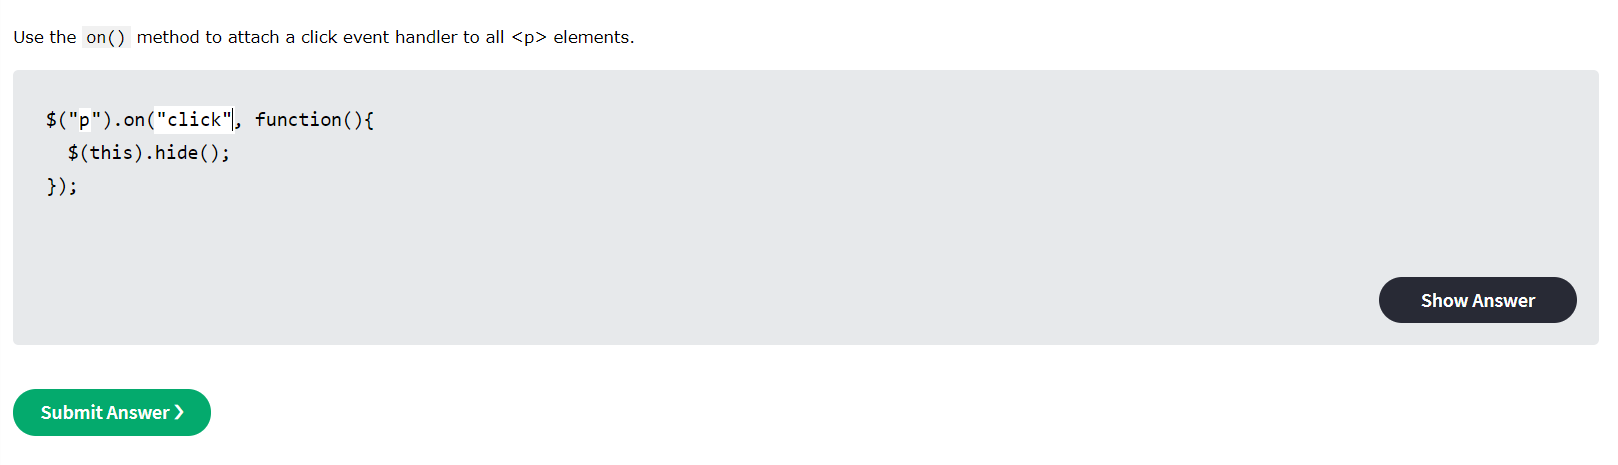 Use the on() method to attach a click event handler to all <p> elements.
$("p").on("click", function(){
  $(this).hide();
});
Show Answer
Submit Answer ❯